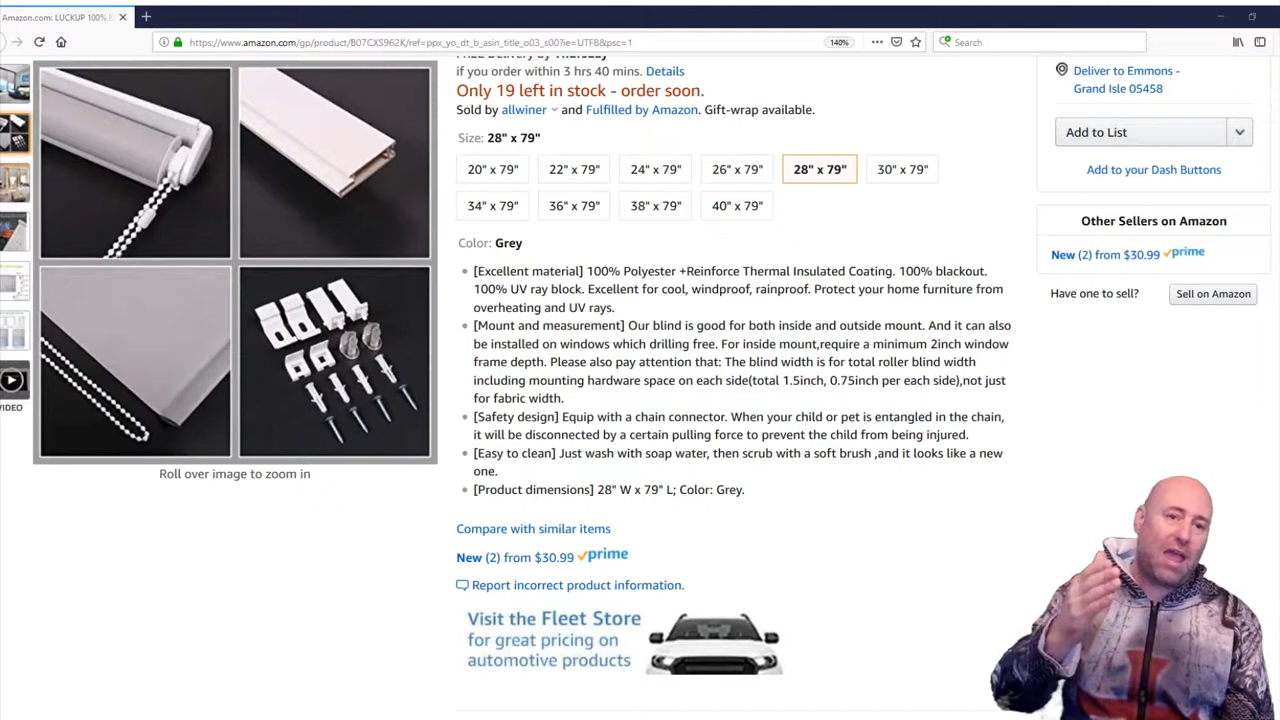 Amazon.com: LUCKUP 100% B
https://www.amazon.com/gp/product/B07CXS962K/ref=ppx_yo_dt_b_asin_title_o03_s00?ie=UTF8&psc=1
140%
Search
FREE Delivery by Thursday
if you order within 3 hrs 40 mins. Details
Only 19 left in stock - order soon.
Sold by allwiner and Fulfilled by Amazon. Gift-wrap available.
Size: 28" x 79"
20" x 79" 22" x 79" 24" x 79" 26" x 79" 28" x 79" 30" x 79"
34" x 79" 36" x 79" 38" x 79" 40" x 79"
Color: Grey
[Excellent material] 100% Polyester +Reinforce Thermal Insulated Coating. 100% blackout.
100% UV ray block. Excellent for cool, windproof, rainproof. Protect your home furniture from
overheating and UV rays.
[Mount and measurement] Our blind is good for both inside and outside mount. And it can also
be installed on windows which drilling free. For inside mount,require a minimum 2inch window
frame depth. Please also pay attention that: The blind width is for total roller blind width
including mounting hardware space on each side(total 1.5inch, 0.75inch per each side),not just
for fabric width.
[Safety design] Equip with a chain connector. When your child or pet is entangled in the chain,
it will be disconnected by a certain pulling force to prevent the child from being injured.
[Easy to clean] Just wash with soap water, then scrub with a soft brush ,and it looks like a new
one.
[Product dimensions] 28" W x 79" L; Color: Grey.
Compare with similar items
New (2) from $30.99 prime
Report incorrect product information.
Visit the Fleet Store
for great pricing on
automotive products
VIDEO
Roll over image to zoom in
Deliver to Emmons -
Grand Isle 05458
Add to List
Add to your Dash Buttons
Other Sellers on Amazon
New (2) from $30.99 prime
Have one to sell? Sell on Amazon